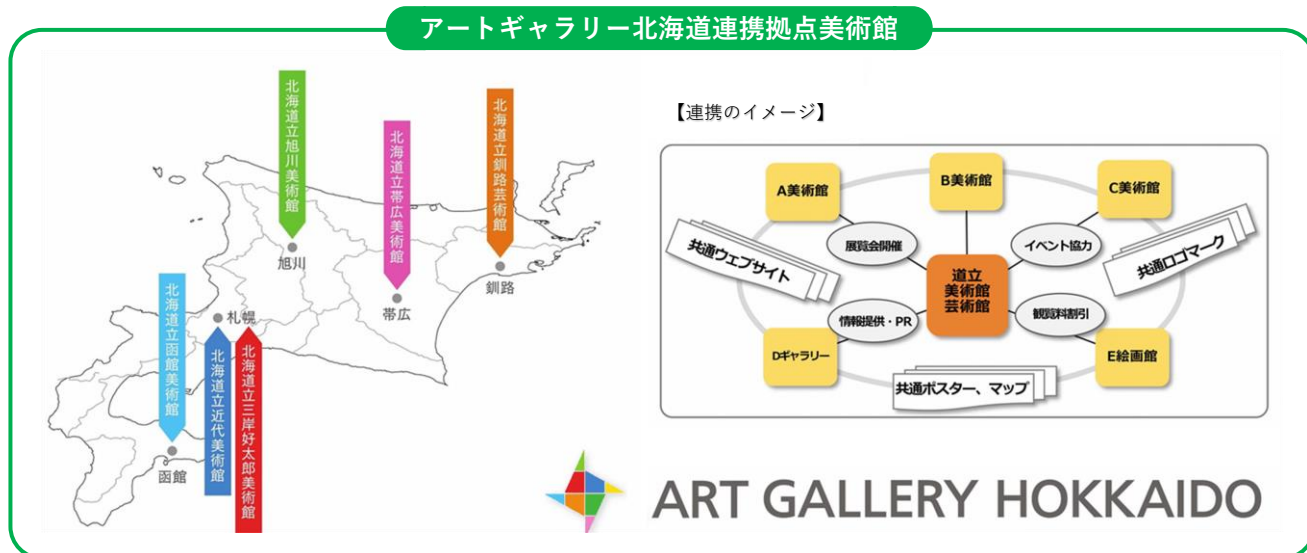 アートギャラリー北海道連携拠点美術館
北海道立旭川美術館
北海道立帯広美術館
北海道立釧路芸術館
北海道立函館美術館
北海道立近代美術館
北海道立三岸好太郎美術館
旭川
釧路
帯広
札幌
函館
【連携のイメージ】
A美術館
B美術館
C美術館
展覧会開催
イベント協力
共通ウェブサイト
共通ロゴマーク
道立
美術館
芸術館
情報提供・PR
観覧料割引
Dギャラリー
E絵画館
共通ポスター、マップ
ART GALLERY HOKKAIDO